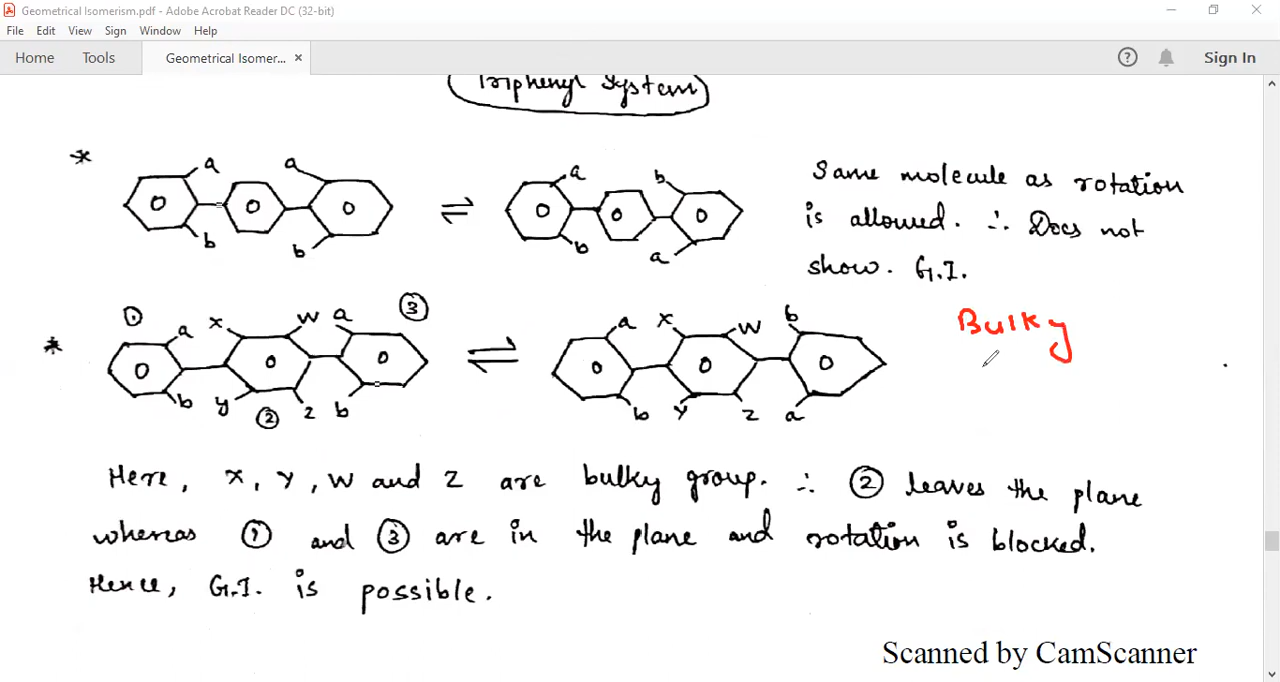 Geometrical Isomerism.pdf - Adobe Acrobat Reader DC (32-bit)
File Edit View Sign Window Help
Home Tools Geometrical Isomer... × ? Sign In
Triphenyl System
* a a a b
b b b a
Same molecule as rotation
is allowed. ∴ Does not
show. G.I.
Bulky
* ① a x w a ③ a x w b
b y ② z b b y z a
Here, x, y, w and z are bulky group. ∴ ② leaves the plane
whereas ① and ③ are in the plane and rotation is blocked.
Hence, G.I. is possible.
Scanned by CamScanner